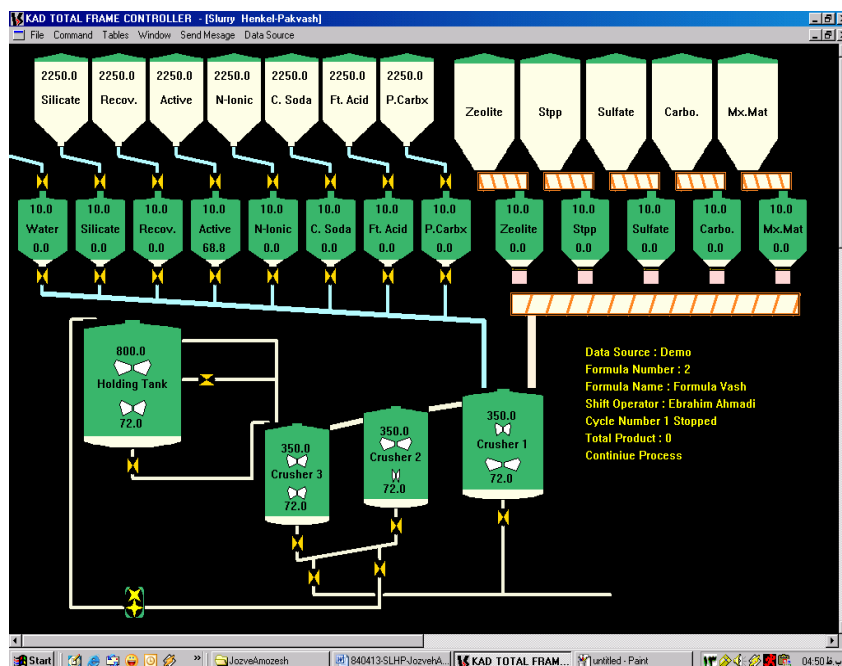 KAD TOTAL FRAME CONTROLLER - [Slurry Henkel-Pakvash]
File Command Tables Window Send Mesage Data Source
2250.0 2250.0 2250.0 2250.0 2250.0 2250.0 2250.0
Silicate Recov. Active N-Ionic C. Soda Ft. Acid P.Carbx
Zeolite Stpp Sulfate Carbo. Mx.Mat
10.0 10.0 10.0 10.0 10.0 10.0 10.0 10.0 10.0 10.0 10.0 10.0 10.0
Water Silicate Recov. Active N-Ionic C. Soda Ft. Acid P.Carbx Zeolite Stpp Sulfate Carbo. Mx.Mat
0.0 0.0 0.0 68.8 0.0 0.0 0.0 0.0 0.0 0.0 0.0 0.0 0.0
800.0
Holding Tank
72.0
350.0
Crusher 3
72.0
350.0
Crusher 2
72.0
350.0
Crusher 1
72.0
Data Source : Demo
Formula Number : 2
Formula Name : Formula Vash
Shift Operator : Ebrahim Ahmadi
Cycle Number 1 Stopped
Total Product : 0
Continiue Process
Start » JozveAmozesh 840413-SLHP-JozvehA... KAD TOTAL FRAM... untitled - Paint 04:50 ب.ظ